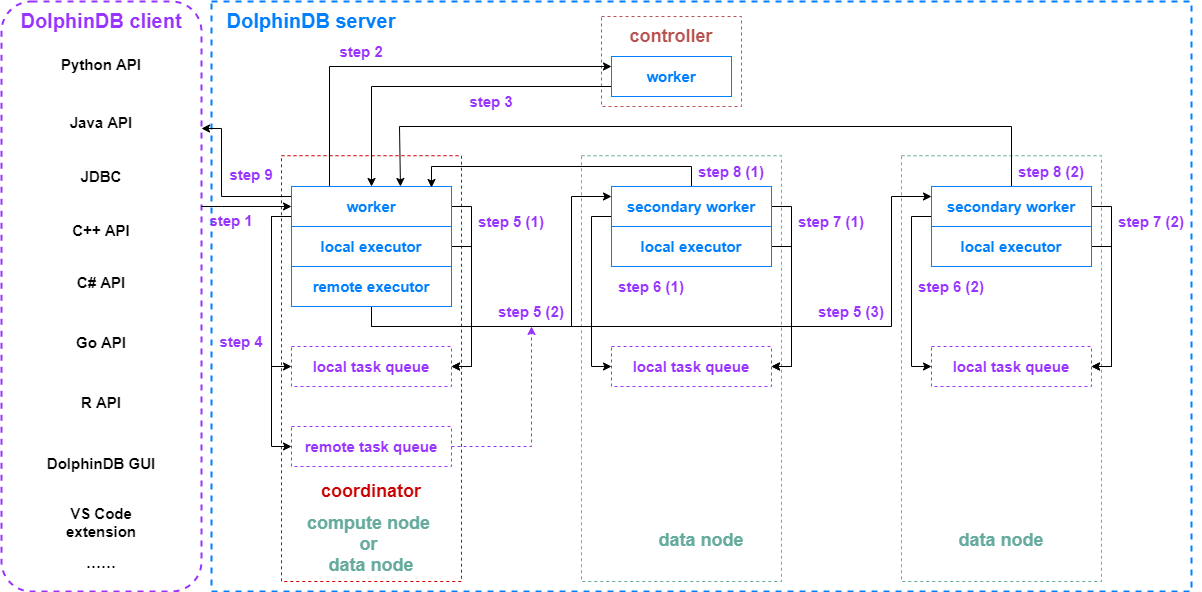 DolphinDB client
Python API
Java API
JDBC
C++ API
C# API
Go API
R API
DolphinDB GUI
VS Code
extension
......
DolphinDB server
controller
worker
step 2
step 3
step 9
step 1
step 4
worker
local executor
remote executor
step 5 (1)
step 5 (2)
local task queue
remote task queue
coordinator
compute node
or
data node
step 8 (1)
secondary worker
local executor
step 7 (1)
step 6 (1)
local task queue
data node
step 5 (3)
step 8 (2)
secondary worker
local executor
step 7 (2)
step 6 (2)
local task queue
data node